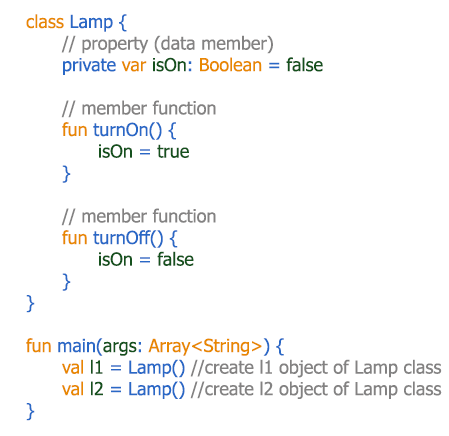 class Lamp {
// property (data member)
private var isOn: Boolean = false
// member function
fun turnOn() {
isOn = true
}
// member function
fun turnOff() {
isOn = false
}
}
fun main(args: Array<String>) {
val l1 = Lamp() //create l1 object of Lamp class
val l2 = Lamp() //create l2 object of Lamp class
}